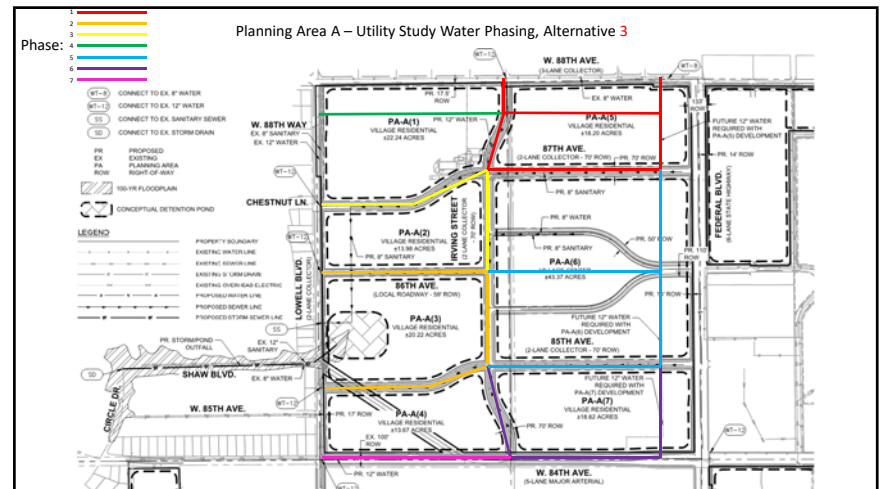 Planning Area A – Utility Study Water Phasing, Alternative 3
Phase:
1
2
3
4
5
6
7
WT-8 CONNECT TO EX. 8" WATER
WT-12 CONNECT TO EX. 12" WATER
SS CONNECT TO EX. SANITARY SEWER
SD CONNECT TO EX. STORM DRAIN
PR PROPOSED
EX EXISTING
PA PLANNING AREA
ROW RIGHT-OF-WAY
100-YR FLOODPLAIN
CONCEPTUAL DETENTION POND
LEGEND
PROPERTY BOUNDARY
EXISTING WATER LINE
EXISTING SEWER LINE
EXISTING STORM DRAIN
EXISTING OVERHEAD ELECTRIC
PROPOSED WATER LINE
PROPOSED SEWER LINE
PROPOSED STORM SEWER LINE
WT-12
W. 88TH AVE.
(3-LANE COLLECTOR)
WT-8
PR. 17.5'
ROW
EX. 8" WATER
133'
ROW
W. 88TH WAY
EX. 8" SANITARY
EX. 12" WATER
PA-A(1)
VILLAGE RESIDENTIAL
±22.24 ACRES
PR. 12" WATER
PA-A(5)
VILLAGE RESIDENTIAL
±18.20 ACRES
FUTURE 12" WATER
REQUIRED WITH
PA-A(5) DEVELOPMENT
87TH AVE.
(2-LANE COLLECTOR - 70' ROW)
PR. 70' ROW
PR. 14' ROW
WT-12
PR. 8" SANITARY
CHESTNUT LN.
WT-12
LOWELL BLVD.
(2-LANE COLLECTOR)
PA-A(2)
VILLAGE RESIDENTIAL
±13.98 ACRES
PR. 8" SANITARY
IRVING STREET
(2-LANE COLLECTOR
- 70' ROW)
PR. 8" WATER
PR. 8" SANITARY
PR. 50' ROW
FEDERAL BLVD.
(6-LANE STATE HIGHWAY)
PR. 110'
ROW
PA-A(6)
±43.37 ACRES
86TH AVE.
(LOCAL ROADWAY - 59' ROW)
PA-A(3)
VILLAGE RESIDENTIAL
±20.22 ACRES
SS
FUTURE 12" WATER
REQUIRED WITH
PA-A(6) DEVELOPMENT
85TH AVE.
(2-LANE COLLECTOR - 70' ROW)
PR. STORM/POND
OUTFALL
EX. 12"
SANITARY
SD
SHAW BLVD.
EX. 8" WATER
FUTURE 12" WATER
REQUIRED WITH
PA-A(7) DEVELOPMENT
CIRCLE DR.
W. 85TH AVE.
WT-12
PR. 17' ROW
PA-A(4)
VILLAGE RESIDENTIAL
±13.67 ACRES
EX. 100'
ROW
PA-A(7)
VILLAGE RESIDENTIAL
±18.62 ACRES
PR. 70' ROW
WT-12
PR. 12" WATER
W. 84TH AVE.
(5-LANE MAJOR ARTERIAL)
WT-12